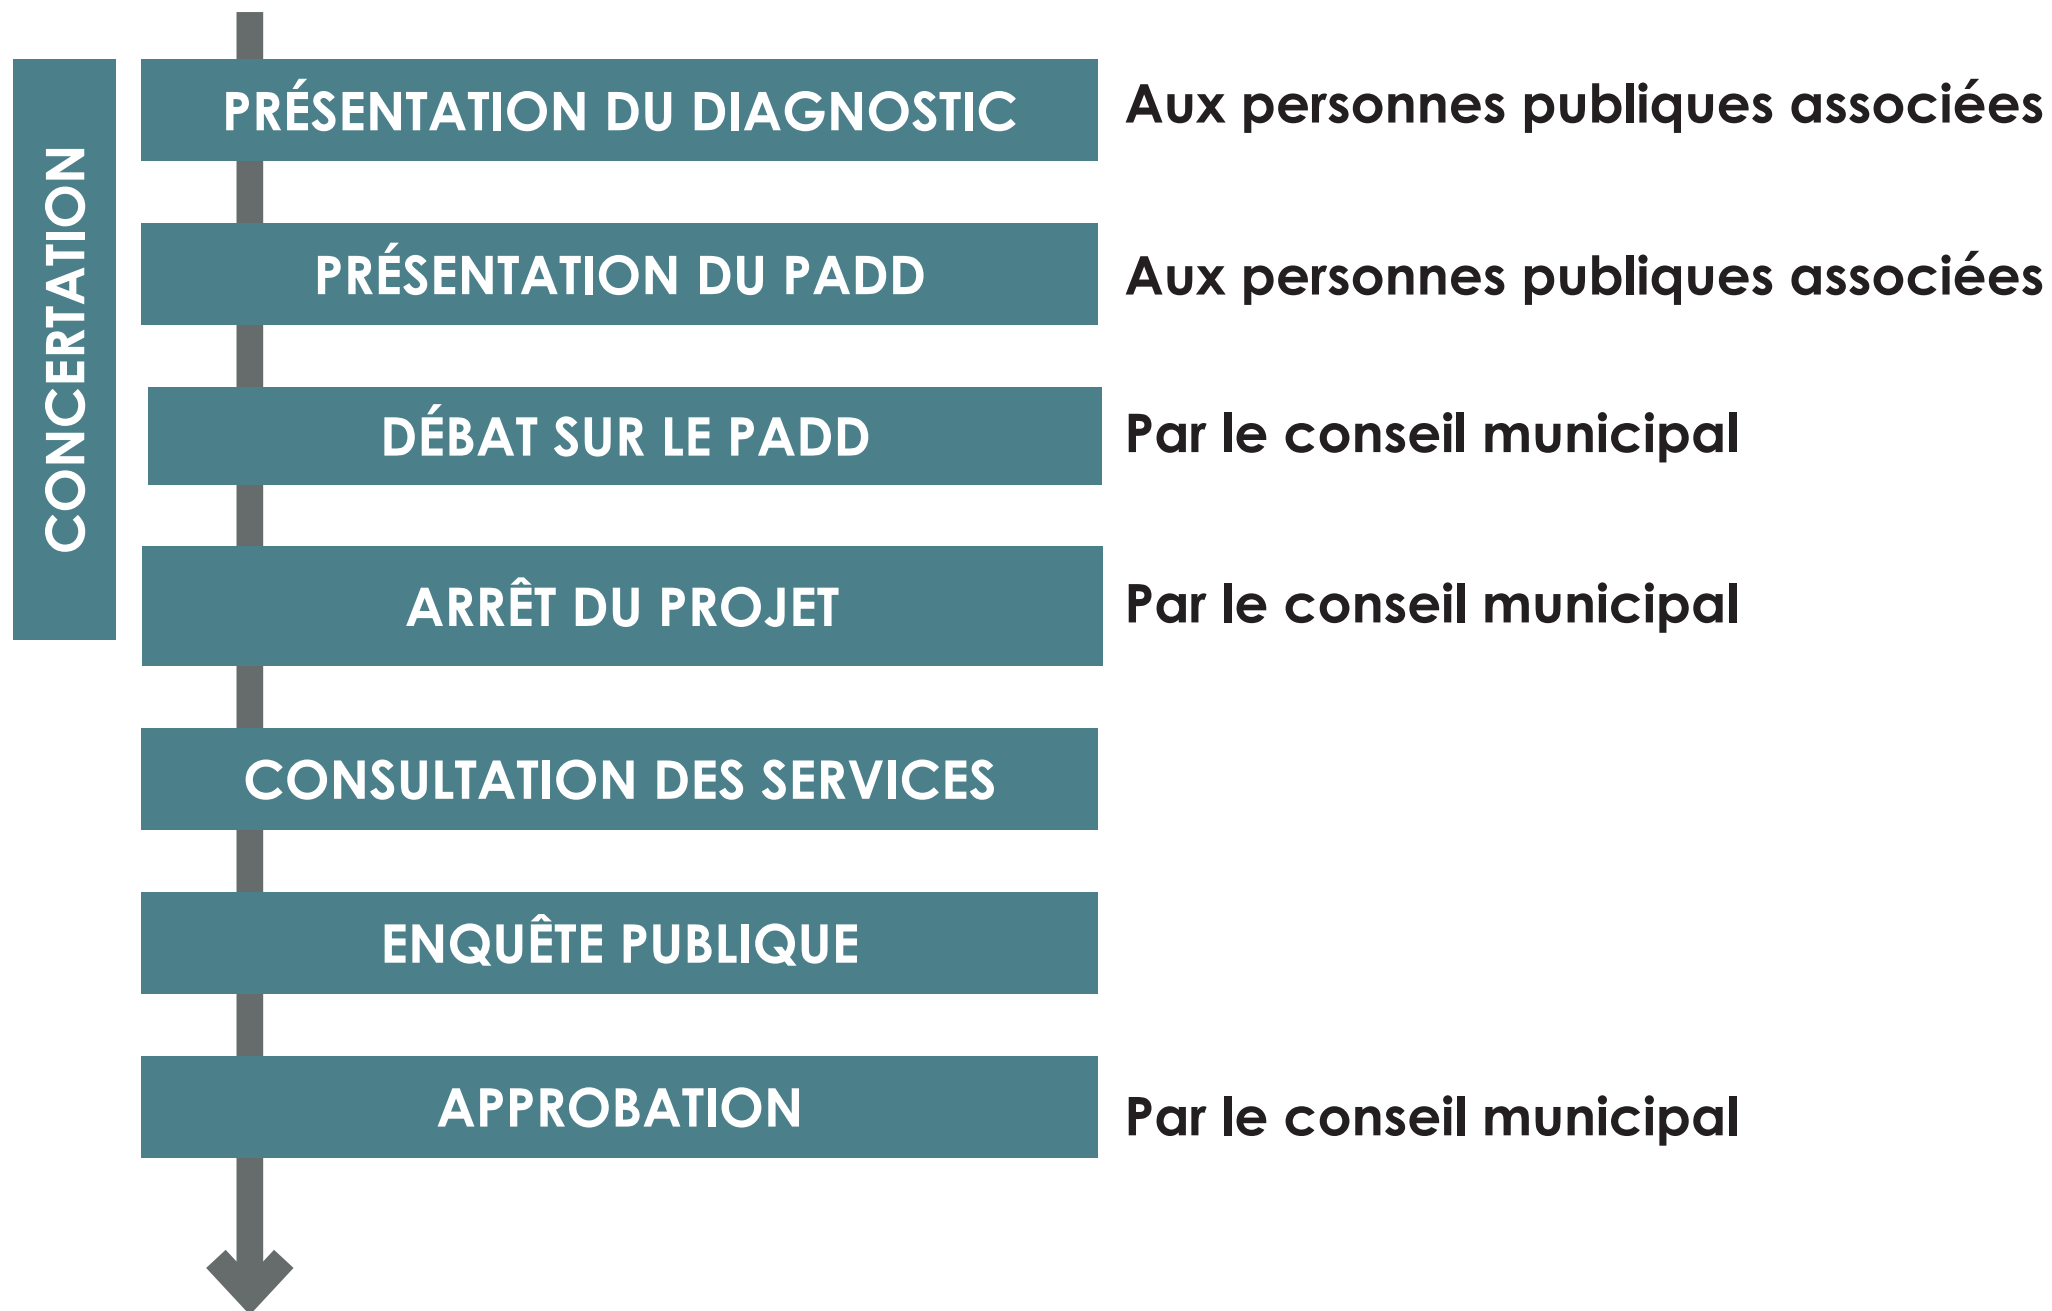 CONCERTATION
PRÉSENTATION DU DIAGNOSTIC
Aux personnes publiques associées
PRÉSENTATION DU PADD
Aux personnes publiques associées
DÉBAT SUR LE PADD
Par le conseil municipal
ARRÊT DU PROJET
Par le conseil municipal
CONSULTATION DES SERVICES
ENQUÊTE PUBLIQUE
APPROBATION
Par le conseil municipal